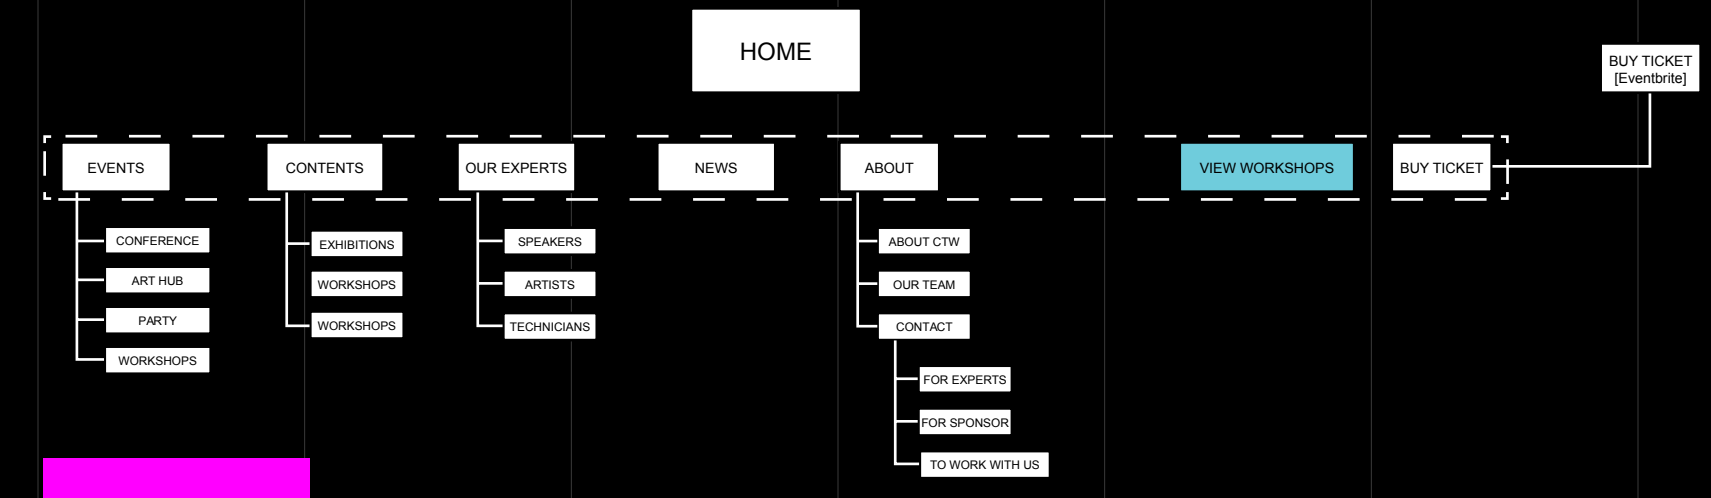 HOME
BUY TICKET
[Eventbrite]
EVENTS
CONTENTS
OUR EXPERTS
NEWS
ABOUT
VIEW WORKSHOPS
BUY TICKET
CONFERENCE
ART HUB
PARTY
WORKSHOPS
EXHIBITIONS
WORKSHOPS
WORKSHOPS
SPEAKERS
ARTISTS
TECHNICIANS
ABOUT CTW
OUR TEAM
CONTACT
FOR EXPERTS
FOR SPONSOR
TO WORK WITH US